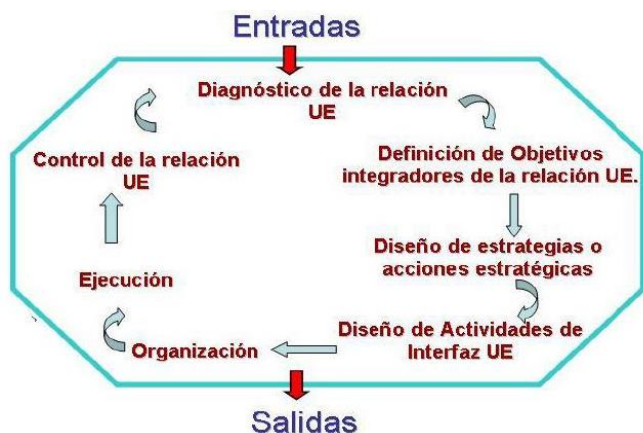 Entradas
Diagnóstico de la relación
UE
Definición de Objetivos
integradores de la relación UE.
Diseño de estrategias o
acciones estratégicas
Diseño de Actividades de
Interfaz UE
Organización
Ejecución
Control de la relación
UE
Salidas